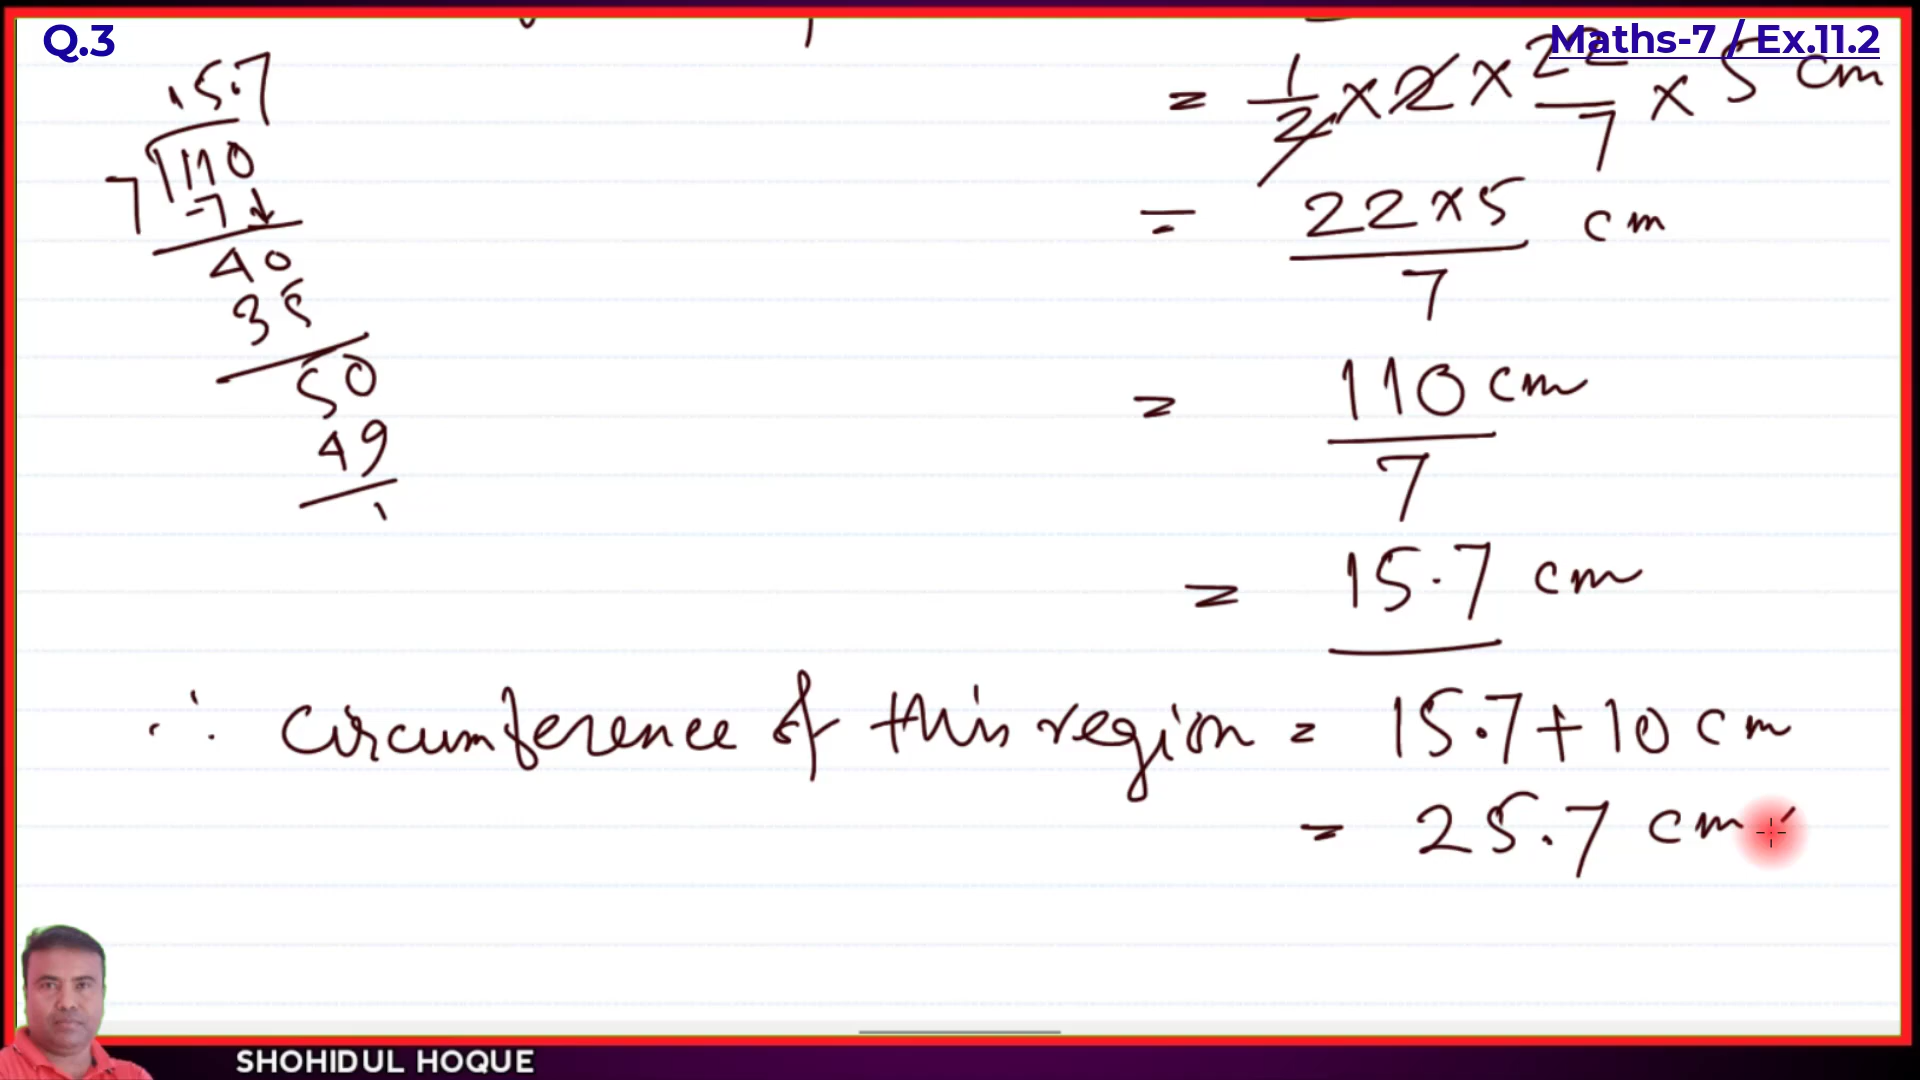 Q.3
Maths-7 / Ex.11.2
15.7
7 110
-7 ↓
40
35
50
49
1
= 1/2 × 2 × 22/7 × 5 cm
= 22×5/7 cm
= 110/7 cm
= 15.7 cm
∴ circumference of this region = 15.7+10 cm
= 25.7 cm
SHOHIDUL HOQUE